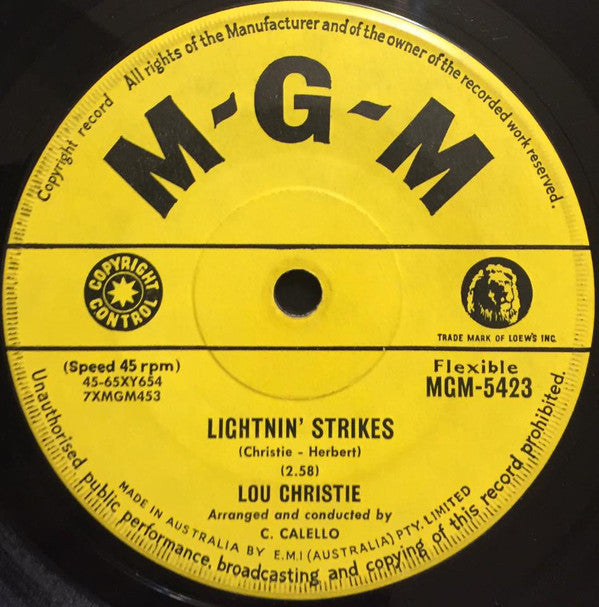 Copyright record All rights of the Manufacturer and of the owner of the recorded work reserved.
M-G-M
COPYRIGHT CONTROL
TRADE MARK OF LOEW'S INC.
(Speed 45 rpm)
45-65XY654
7XMGM453
Flexible
MGM-5423
LIGHTNIN' STRIKES
(Christie - Herbert)
(2.58)
LOU CHRISTIE
Arranged and conducted by
C. CALELLO
MADE IN AUSTRALIA BY E.M.I (AUSTRALIA) PTY. LIMITED
Unauthorised public performance, broadcasting and copying of this record prohibited.